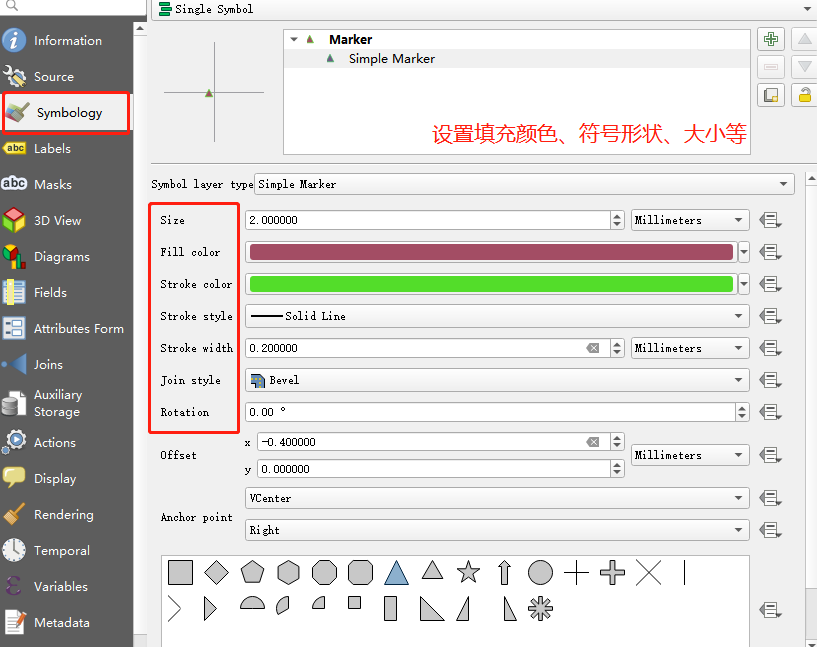 Single Symbol
Information
Source
Symbology
Labels
Masks
3D View
Diagrams
Fields
Attributes Form
Joins
Auxiliary
Storage
Actions
Display
Rendering
Temporal
Variables
Metadata
abc
abc
Marker
Simple Marker
设置填充颜色、符号形状、大小等
Symbol layer type Simple Marker
Size 2.000000 Millimeters
Fill color
Stroke color
Stroke style Solid Line
Stroke width 0.200000 Millimeters
Join style Bevel
Rotation 0.00 °
Offset x -0.400000 Millimeters
y 0.000000
Anchor point VCenter
Right